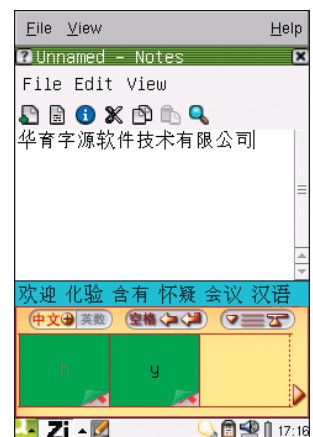 File View Help
Unnamed - Notes
File Edit View
华育字源软件技术有限公司
欢迎 化验 含有 怀疑 会议 汉语
中文 英数 空格
h y
Zi 17:16